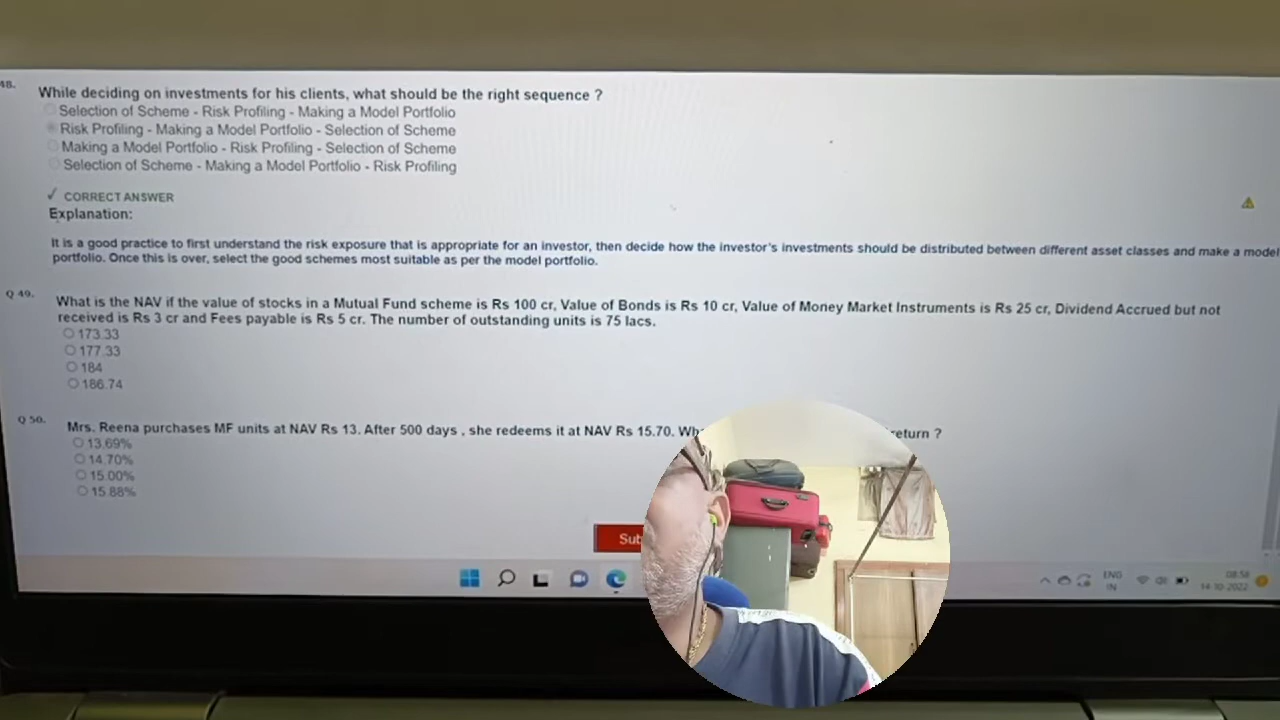 48.
While deciding on investments for his clients, what should be the right sequence ?
Selection of Scheme - Risk Profiling - Making a Model Portfolio
Risk Profiling - Making a Model Portfolio - Selection of Scheme
Making a Model Portfolio - Risk Profiling - Selection of Scheme
Selection of Scheme - Making a Model Portfolio - Risk Profiling
✓ CORRECT ANSWER
Explanation:
It is a good practice to first understand the risk exposure that is appropriate for an investor, then decide how the investor's investments should be distributed between different asset classes and make a model
portfolio. Once this is over, select the good schemes most suitable as per the model portfolio.
Q 49.
What is the NAV if the value of stocks in a Mutual Fund scheme is Rs 100 cr, Value of Bonds is Rs 10 cr, Value of Money Market Instruments is Rs 25 cr, Dividend Accrued but not
received is Rs 3 cr and Fees payable is Rs 5 cr. The number of outstanding units is 75 lacs.
173.33
177.33
184
186.74
Q 50.
Mrs. Reena purchases MF units at NAV Rs 13. After 500 days , she redeems it at NAV Rs 15.70. Wh eturn ?
13.69%
14.70%
15.00%
15.88%
Sub
ENG
IN
08:58
14-10-2022